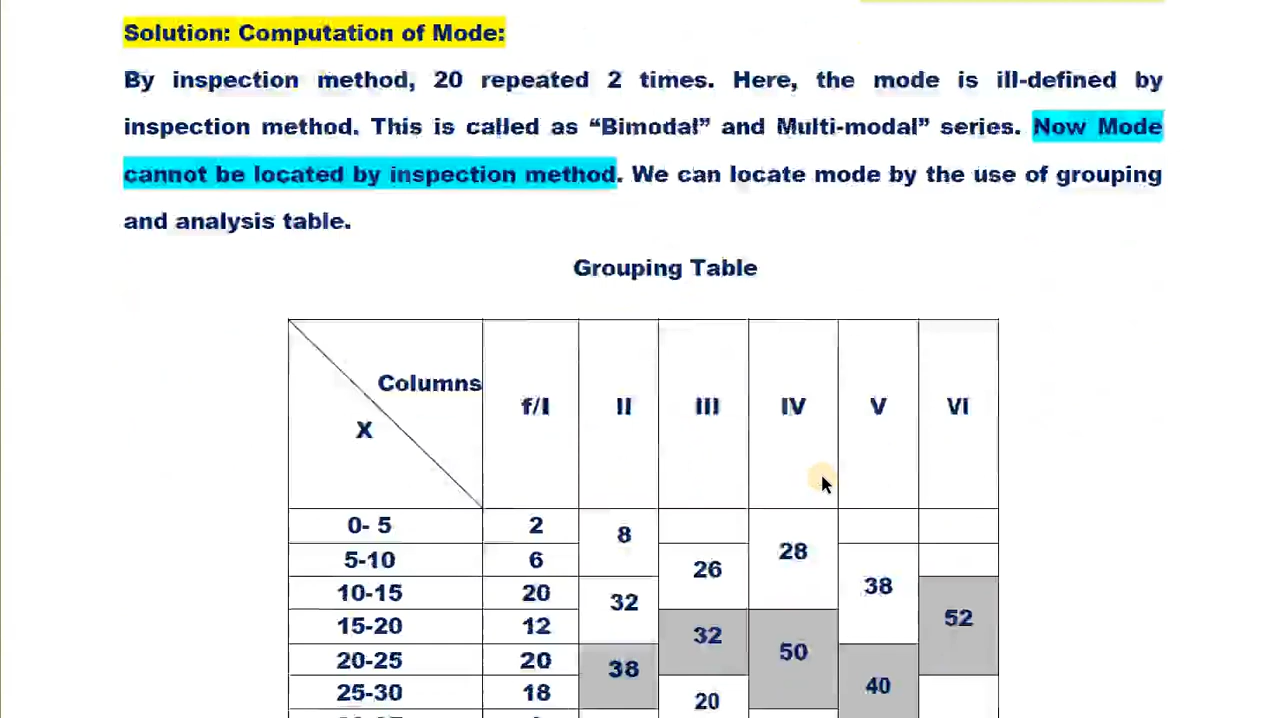 Solution: Computation of Mode:
By inspection method, 20 repeated 2 times. Here, the mode is ill-defined by
inspection method. This is called as “Bimodal” and Multi-modal” series. Now Mode
cannot be located by inspection method. We can locate mode by the use of grouping
and analysis table.
Grouping Table
Columns
X
f/I II III IV V VI
0- 5 2 8 28
5-10 6 26 38
10-15 20 32 52
15-20 12 32 50
20-25 20 38 40
25-30 18 20